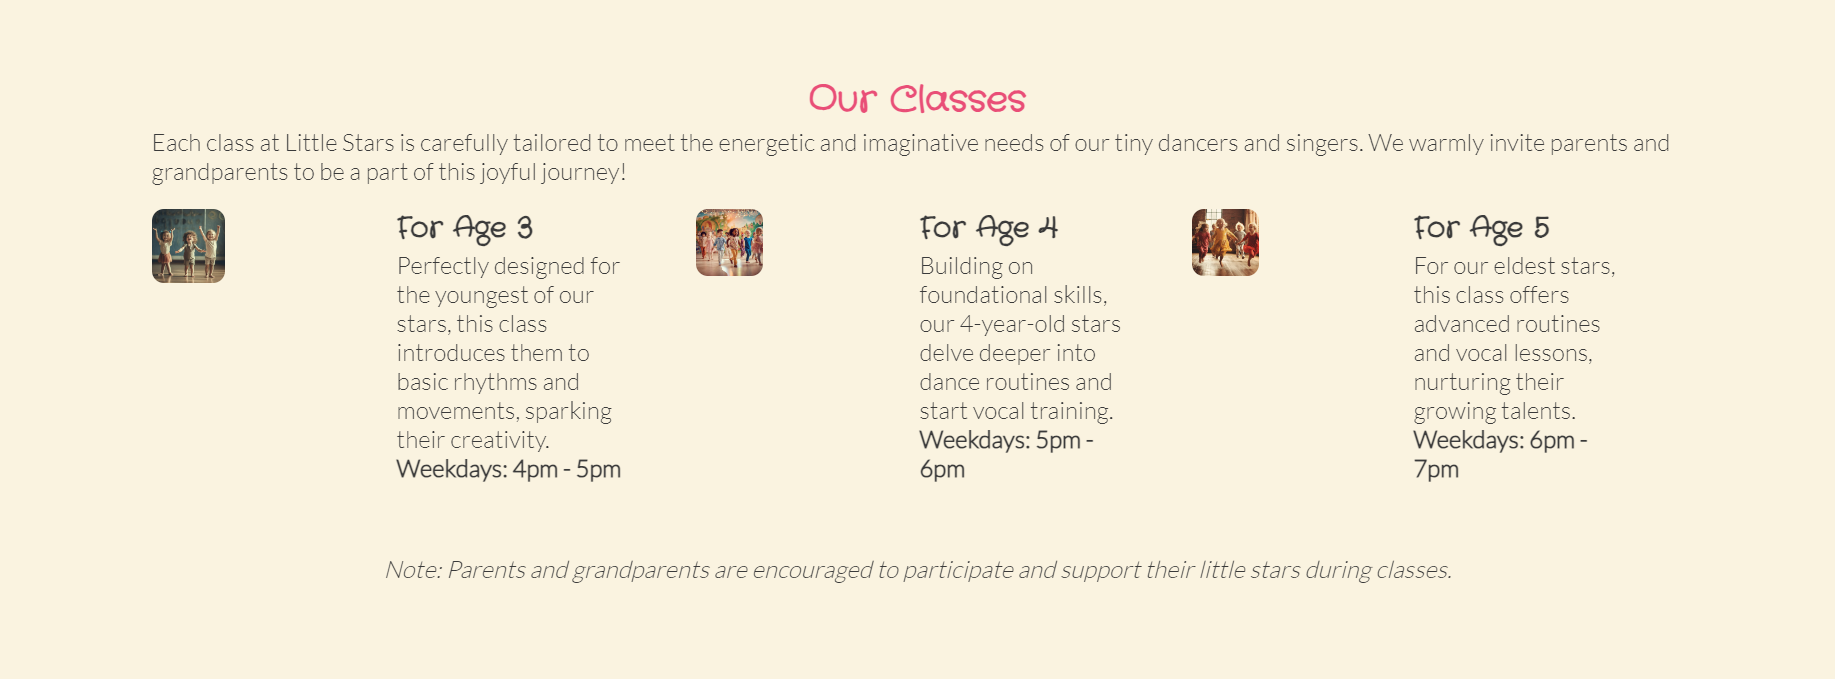 Our Classes
Each class at Little Stars is carefully tailored to meet the energetic and imaginative needs of our tiny dancers and singers. We warmly invite parents and
grandparents to be a part of this joyful journey!
For Age 3
Perfectly designed for
the youngest of our
stars, this class
introduces them to
basic rhythms and
movements, sparking
their creativity.
Weekdays: 4pm - 5pm
For Age 4
Building on
foundational skills,
our 4-year-old stars
delve deeper into
dance routines and
start vocal training.
Weekdays: 5pm -
6pm
For Age 5
For our eldest stars,
this class offers
advanced routines
and vocal lessons,
nurturing their
growing talents.
Weekdays: 6pm -
7pm
Note: Parents and grandparents are encouraged to participate and support their little stars during classes.